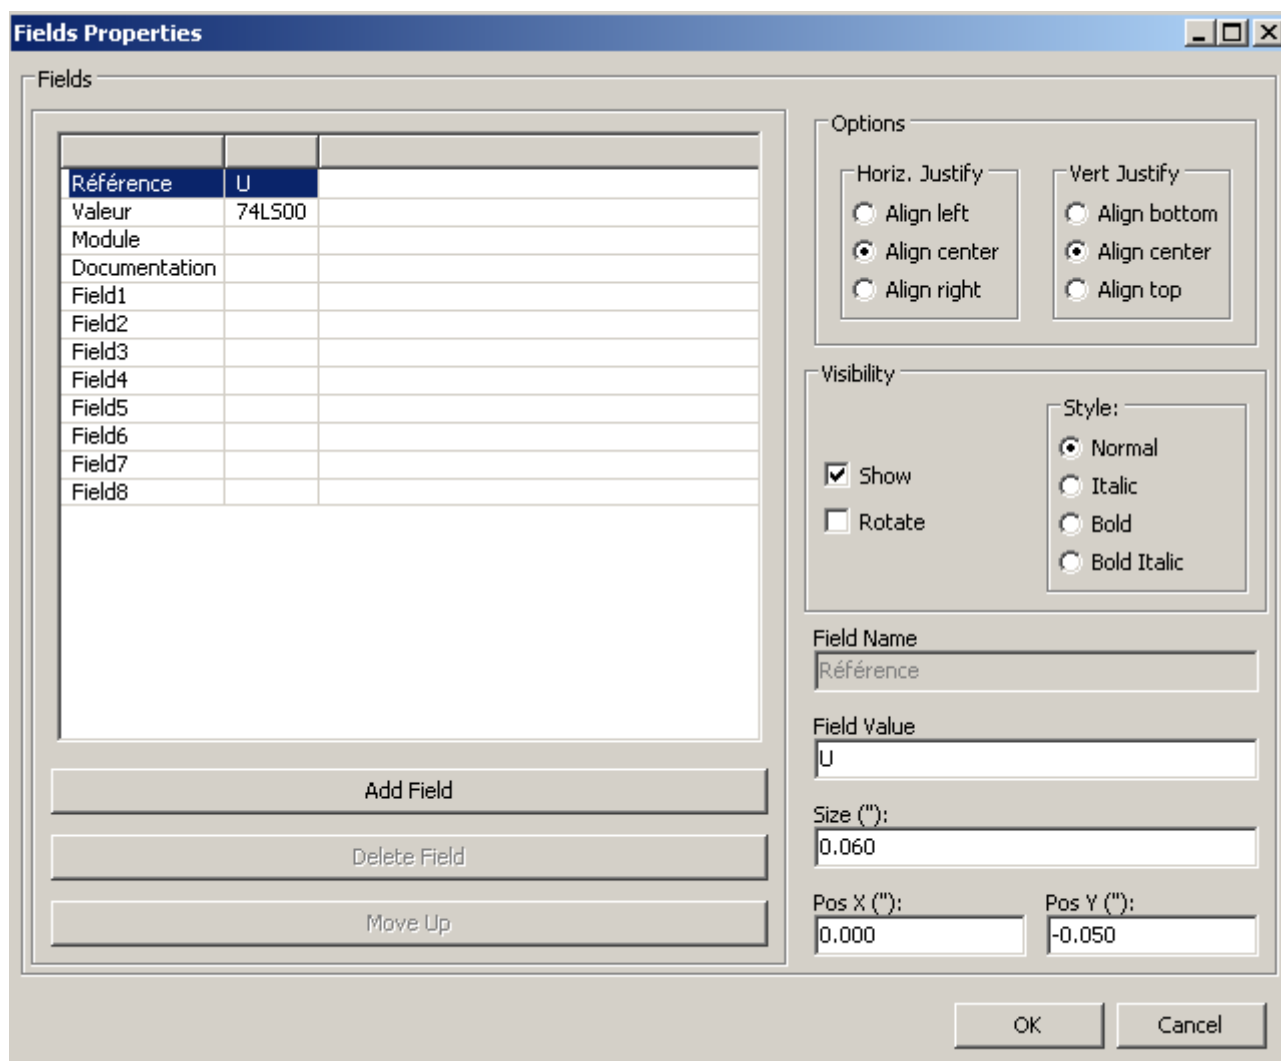 Fields Properties
Fields
Référence U
Valeur 74LS00
Module
Documentation
Field1
Field2
Field3
Field4
Field5
Field6
Field7
Field8
Add Field
Delete Field
Move Up
Options
Horiz. Justify
Align left
Align center
Align right
Vert Justify
Align bottom
Align center
Align top
Visibility
Show
Rotate
Style:
Normal
Italic
Bold
Bold Italic
Field Name
Référence
Field Value
U
Size ("):
0.060
Pos X ("):
0.000
Pos Y ("):
-0.050
OK
Cancel